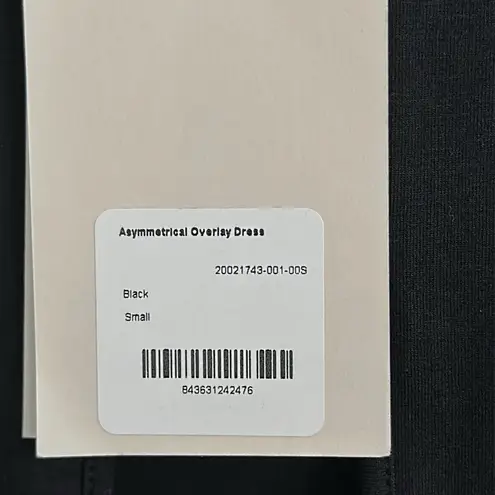 Asymmetrical Overlay Dress
20021743-001-00S
Black
Small
843631242476